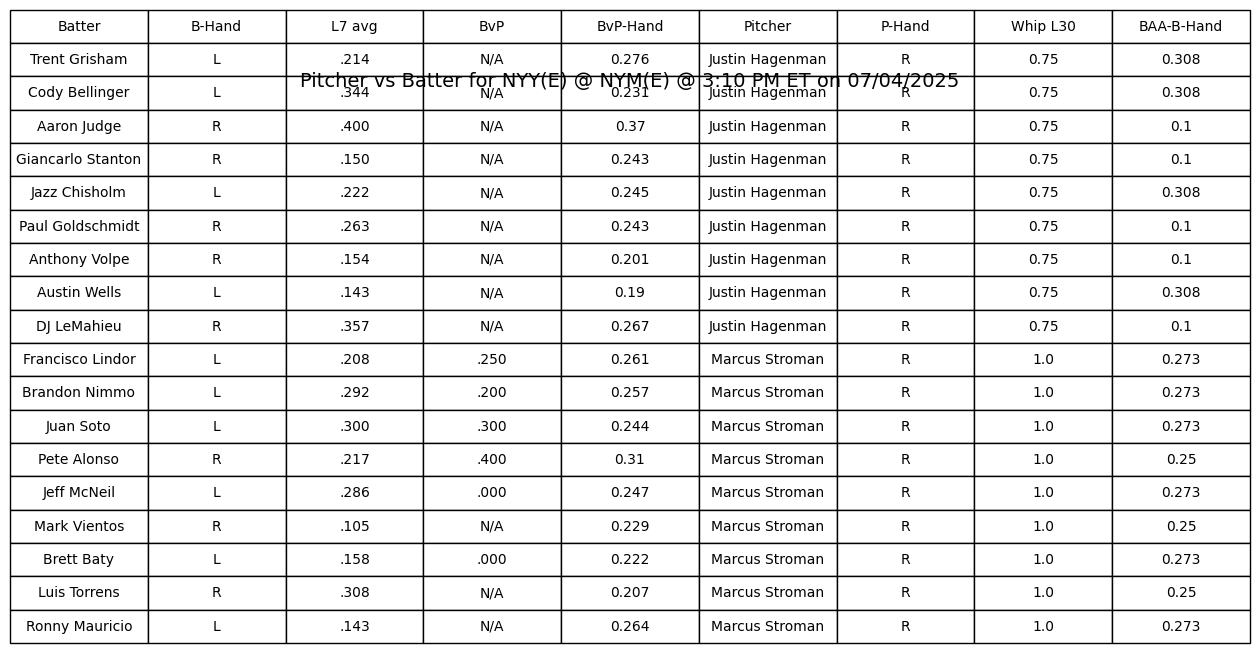 Batter B-Hand L7 avg BvP BvP-Hand Pitcher P-Hand Whip L30 BAA-B-Hand
Trent Grisham L .214 N/A 0.276 Justin Hagenman R 0.75 0.308
Pitcher vs Batter for NYY(E) @ NYM(E) @ 3:10 PM ET on 07/04/2025
Cody Bellinger L .344 N/A 0.231 Justin Hagenman R 0.75 0.308
Aaron Judge R .400 N/A 0.37 Justin Hagenman R 0.75 0.1
Giancarlo Stanton R .150 N/A 0.243 Justin Hagenman R 0.75 0.1
Jazz Chisholm L .222 N/A 0.245 Justin Hagenman R 0.75 0.308
Paul Goldschmidt R .263 N/A 0.243 Justin Hagenman R 0.75 0.1
Anthony Volpe R .154 N/A 0.201 Justin Hagenman R 0.75 0.1
Austin Wells L .143 N/A 0.19 Justin Hagenman R 0.75 0.308
DJ LeMahieu R .357 N/A 0.267 Justin Hagenman R 0.75 0.1
Francisco Lindor L .208 .250 0.261 Marcus Stroman R 1.0 0.273
Brandon Nimmo L .292 .200 0.257 Marcus Stroman R 1.0 0.273
Juan Soto L .300 .300 0.244 Marcus Stroman R 1.0 0.273
Pete Alonso R .217 .400 0.31 Marcus Stroman R 1.0 0.25
Jeff McNeil L .286 .000 0.247 Marcus Stroman R 1.0 0.273
Mark Vientos R .105 N/A 0.229 Marcus Stroman R 1.0 0.25
Brett Baty L .158 .000 0.222 Marcus Stroman R 1.0 0.273
Luis Torrens R .308 N/A 0.207 Marcus Stroman R 1.0 0.25
Ronny Mauricio L .143 N/A 0.264 Marcus Stroman R 1.0 0.273